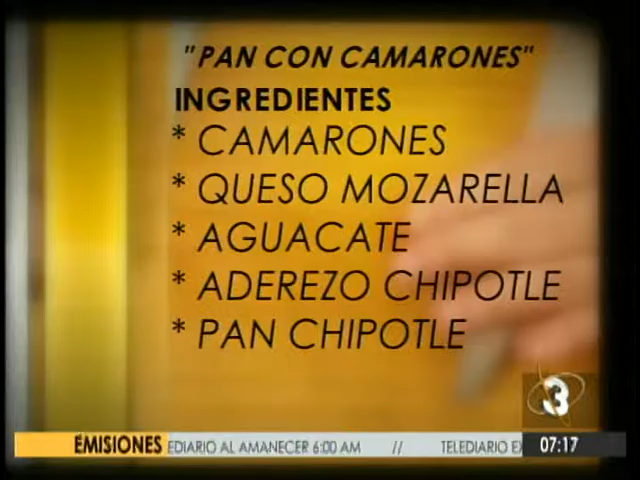 "PAN CON CAMARONES"
INGREDIENTES
* CAMARONES
* QUESO MOZARELLA
* AGUACATE
* ADEREZO CHIPOTLE
* PAN CHIPOTLE
3
EMISIONES EDIARIO AL AMANECER 6:00 AM // TELEDIARIO EX 07:17